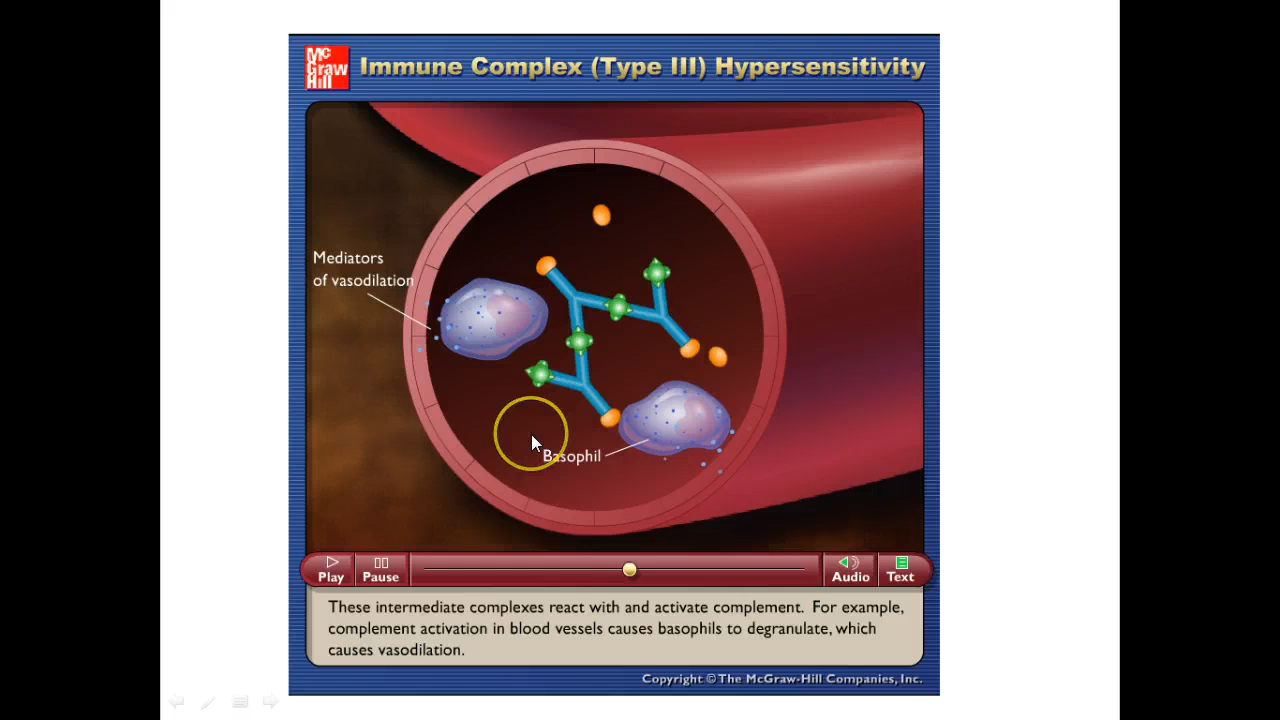 Mc
Graw
Hill
Immune Complex (Type III) Hypersensitivity
Mediators
of vasodilation
Basophil
Play
Pause
Audio
Text
These intermediate complexes react with and activate complement. For example,
complement activation in blood vessels causes basophils to degranulate, which
causes vasodilation.
Copyright © The McGraw-Hill Companies, Inc.